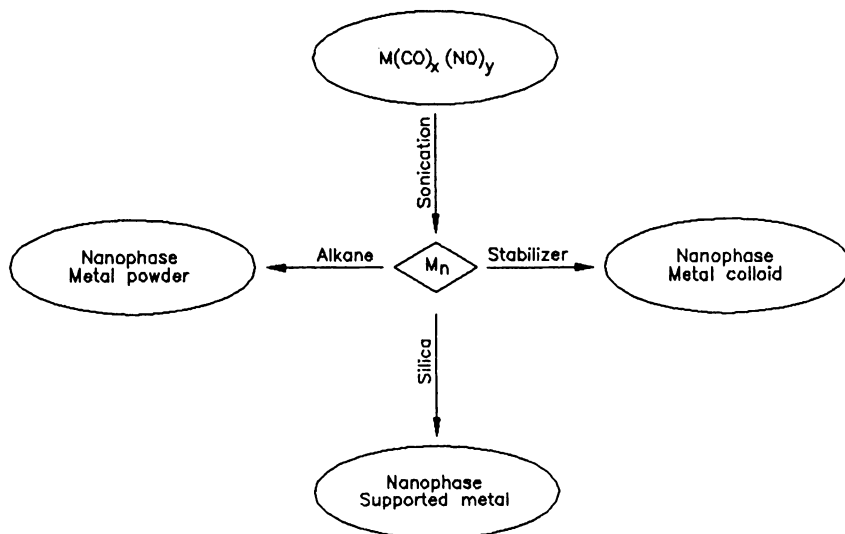 M(CO)x (NO)y
Sonication
Nanophase
Metal powder
Alkane
Mn
Stabilizer
Nanophase
Metal colloid
Silica
Nanophase
Supported metal